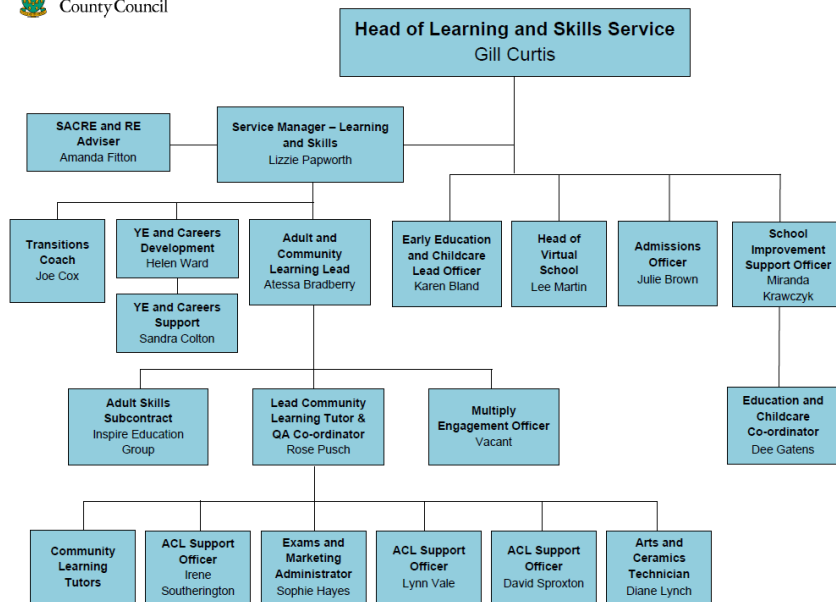 County Council
Head of Learning and Skills Service
Gill Curtis
SACRE and RE
Adviser
Amanda Fitton
Service Manager – Learning
and Skills
Lizzie Papworth
Transitions
Coach
Joe Cox
YE and Careers
Development
Helen Ward
Adult and
Community
Learning Lead
Atessa Bradberry
Early Education
and Childcare
Lead Officer
Karen Bland
Head of
Virtual
School
Lee Martin
Admissions
Officer
Julie Brown
School
Improvement
Support Officer
Miranda
Krawczyk
YE and Careers
Support
Sandra Colton
Adult Skills
Subcontract
Inspire Education
Group
Lead Community
Learning Tutor &
QA Co-ordinator
Rose Pusch
Multiply
Engagement Officer
Vacant
Education and
Childcare
Co-ordinator
Dee Gatens
Community
Learning
Tutors
ACL Support
Officer
Irene
Southerington
Exams and
Marketing
Administrator
Sophie Hayes
ACL Support
Officer
Lynn Vale
ACL Support
Officer
David Sproxton
Arts and
Ceramics
Technician
Diane Lynch